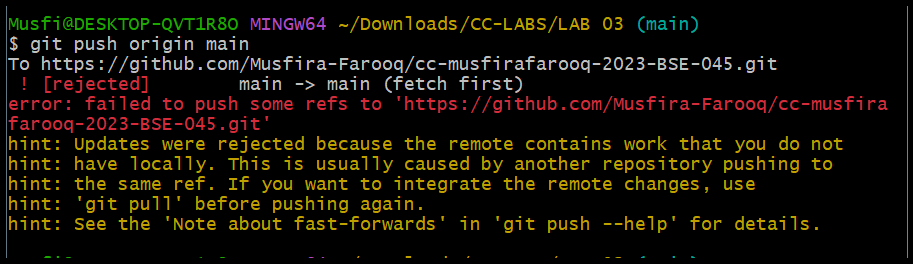 Musfi@DESKTOP-QVT1R8O MINGW64 ~/Downloads/CC-LABS/LAB 03 (main)
$ git push origin main
To https://github.com/Musfira-Farooq/cc-musfirafarooq-2023-BSE-045.git
 ! [rejected]        main -> main (fetch first)
error: failed to push some refs to 'https://github.com/Musfira-Farooq/cc-musfira
farooq-2023-BSE-045.git'
hint: Updates were rejected because the remote contains work that you do not
hint: have locally. This is usually caused by another repository pushing to
hint: the same ref. If you want to integrate the remote changes, use
hint: 'git pull' before pushing again.
hint: See the 'Note about fast-forwards' in 'git push --help' for details.